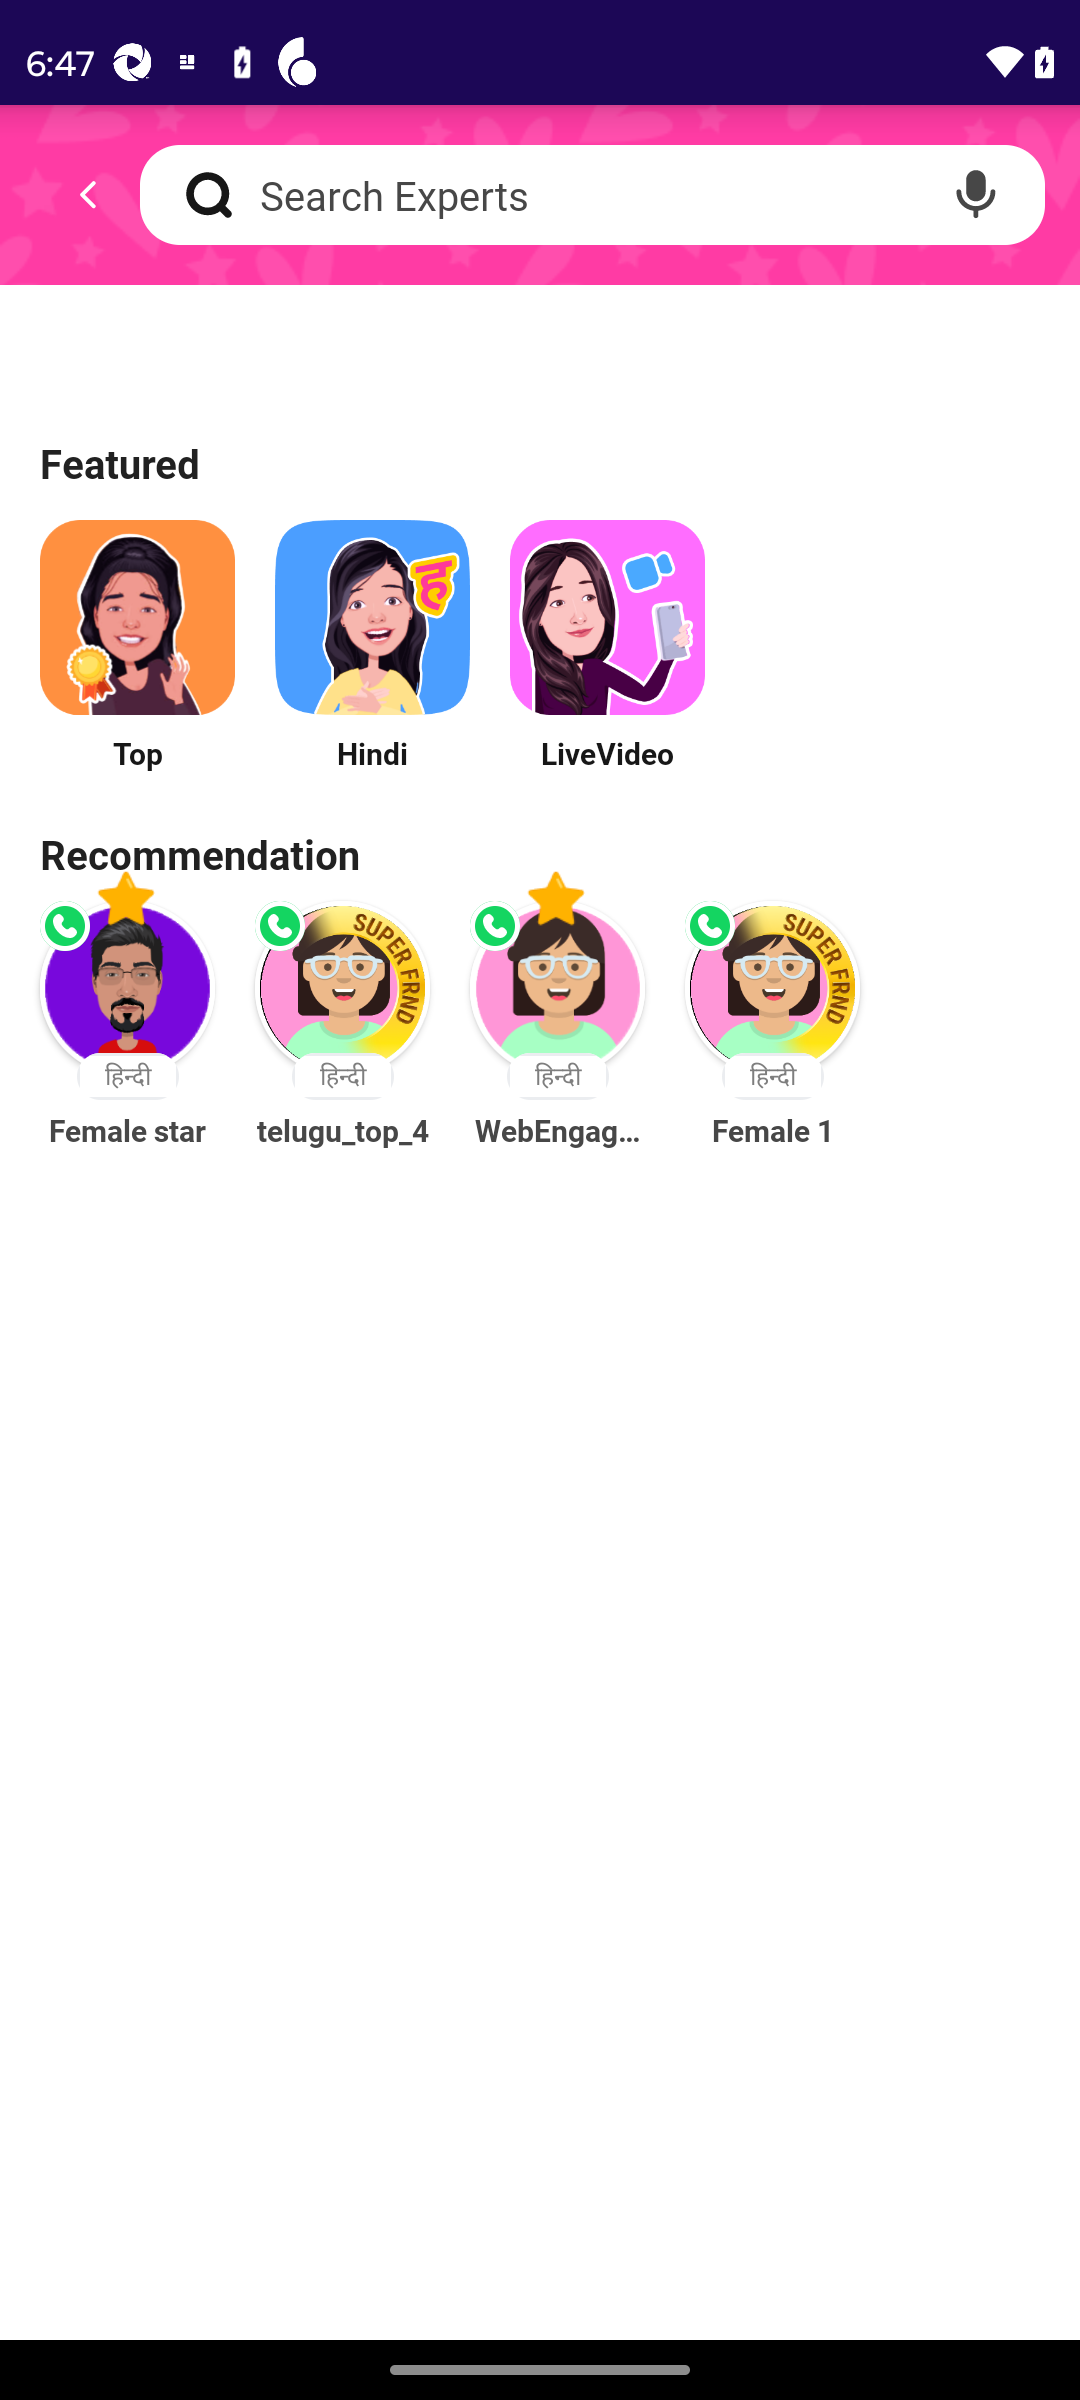 6:47
Search Experts
Featured
ह
Top
Hindi
LiveVideo
Recommendation
SUPER FRND
SUPER FRND
हिन्दी
हिन्दी
हिन्दी
हिन्दी
Female star
telugu_top_4
WebEngag...
Female 1